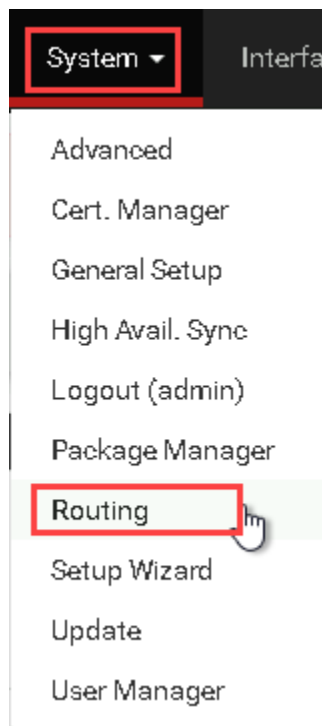 System Interfa
Advanced
Cert. Manager
General Setup
High Avail. Sync
Logout (admin)
Package Manager
Routing
Setup Wizard
Update
User Manager